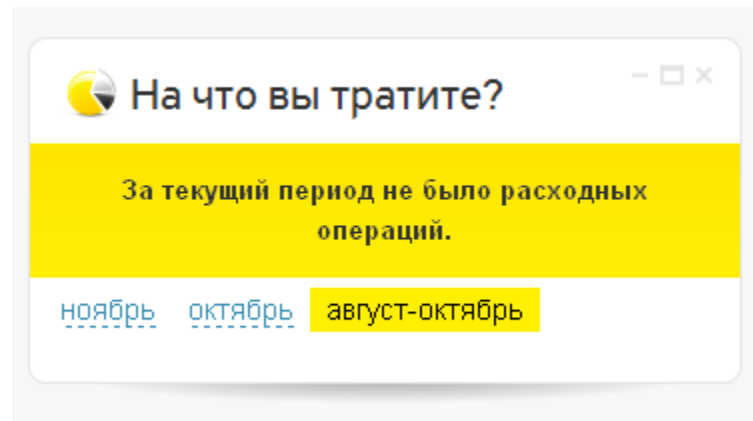 На что вы тратите?
За текущий период не было расходных
операций.
ноябрь октябрь август-октябрь